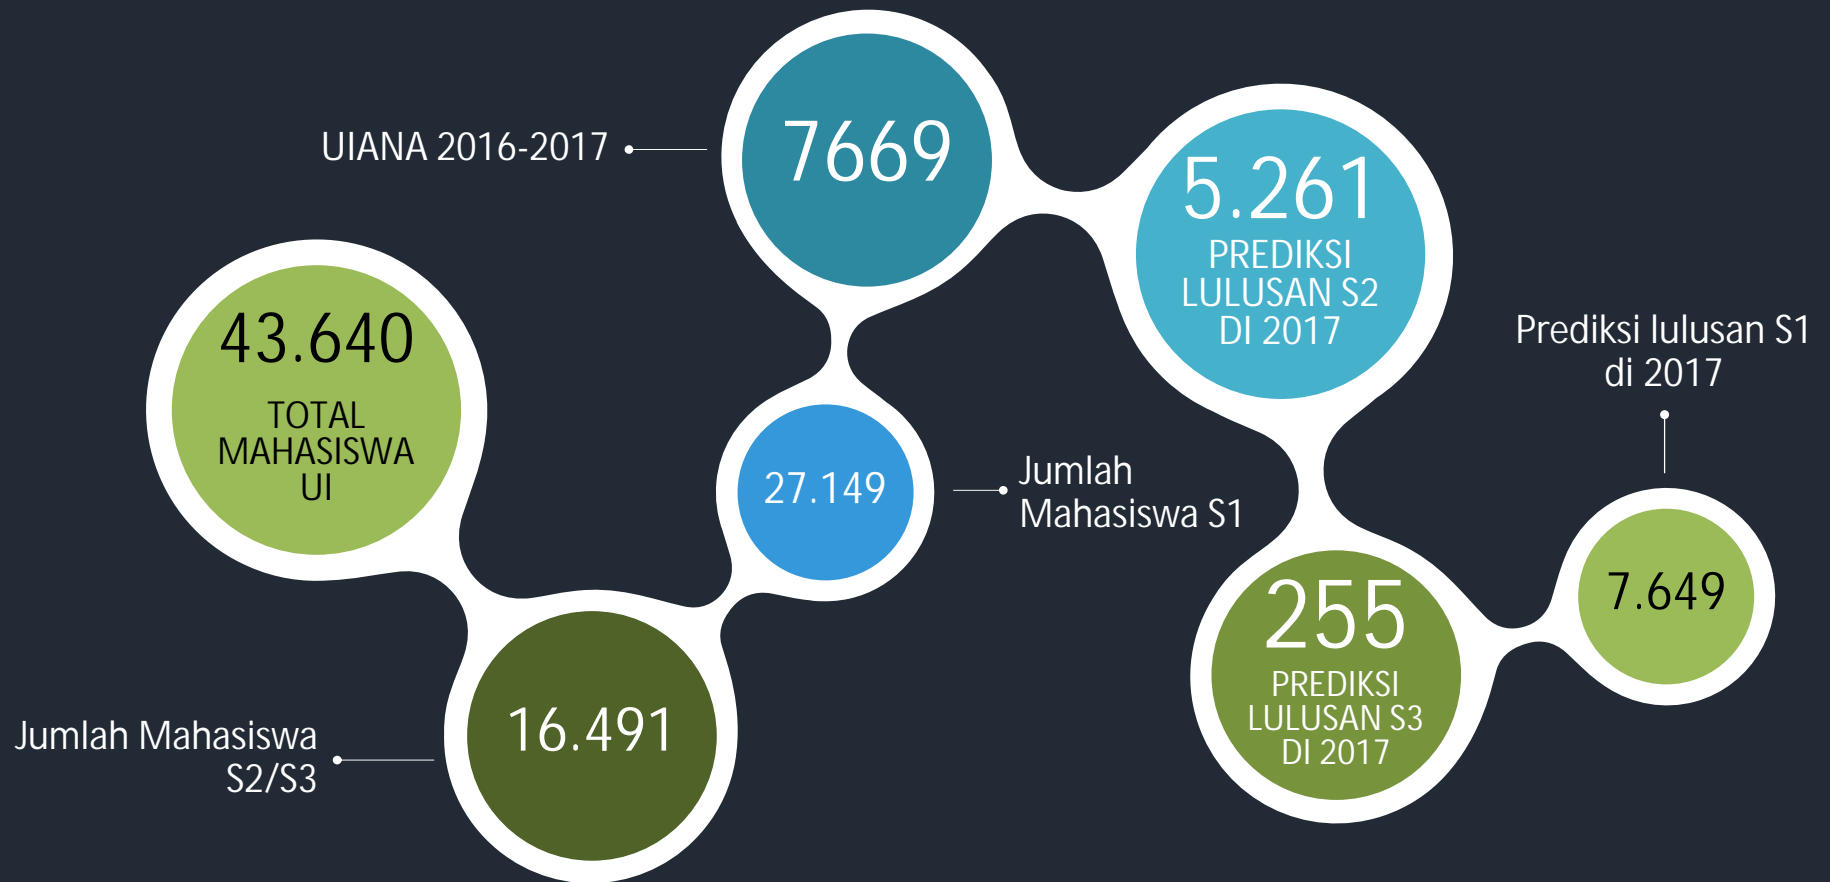 43.640
TOTAL
MAHASISWA
UI
Jumlah Mahasiswa
S2/S3
16.491
27.149
Jumlah
Mahasiswa S1
UIANA 2016-2017
7669
5.261
PREDIKSI
LULUSAN S2
DI 2017
255
PREDIKSI
LULUSAN S3
DI 2017
Prediksi lulusan S1
di 2017
7.649